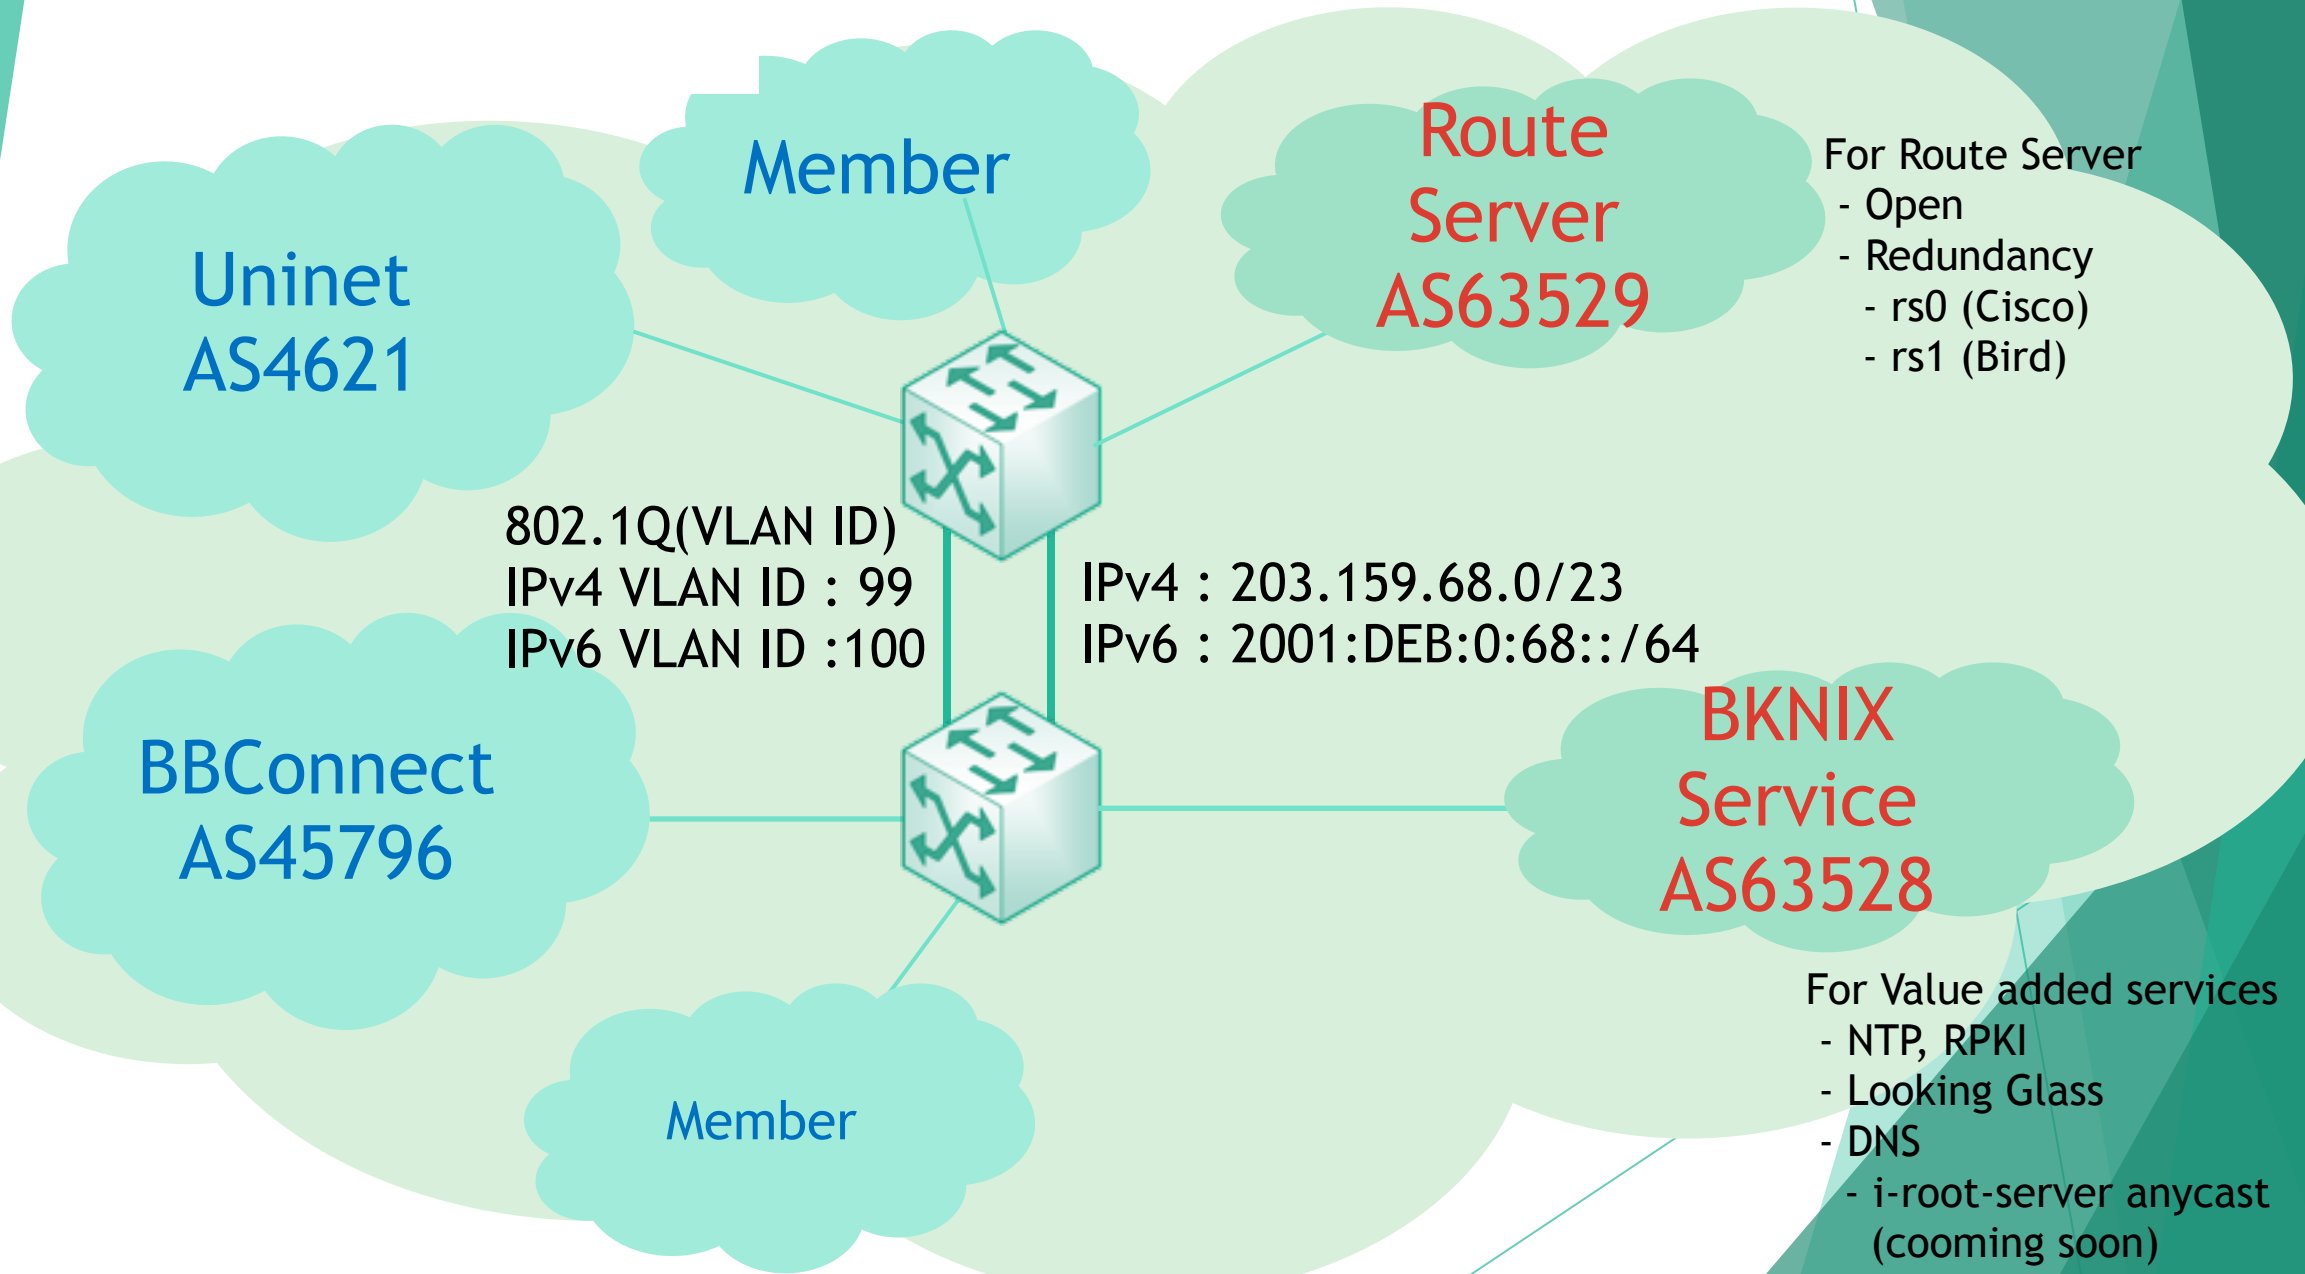 Member
Route
Server
AS63529
For Route Server
- Open
- Redundancy
- rs0 (Cisco)
- rs1 (Bird)
Uninet
AS4621
802.1Q(VLAN ID)
IPv4 VLAN ID : 99
IPv6 VLAN ID :100
IPv4 : 203.159.68.0/23
IPv6 : 2001:DEB:0:68::/64
BBConnect
AS45796
BKNIX
Service
AS63528
Member
For Value added services
- NTP, RPKI
- Looking Glass
- DNS
- i-root-server anycast
(cooming soon)